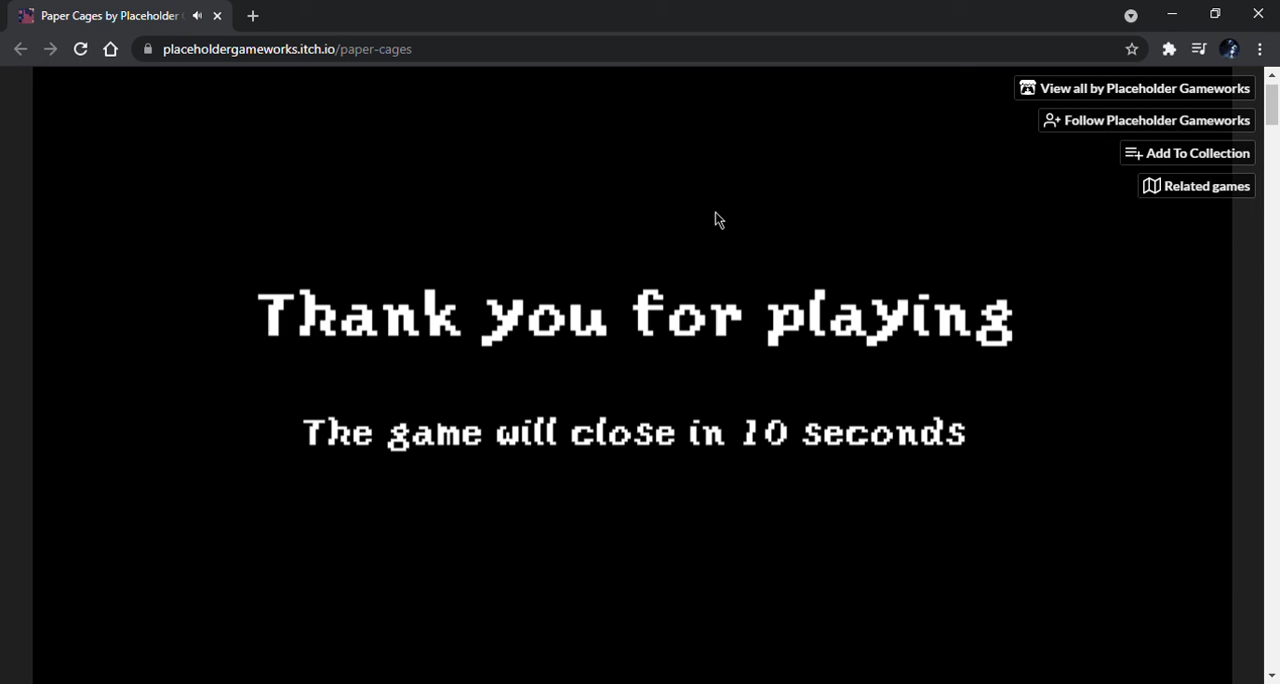 Paper Cages by Placeholder
placeholdergameworks.itch.io/paper-cages
View all by Placeholder Gameworks
Follow Placeholder Gameworks
Add To Collection
Related games
Thank you for playing
The game will close in 10 seconds